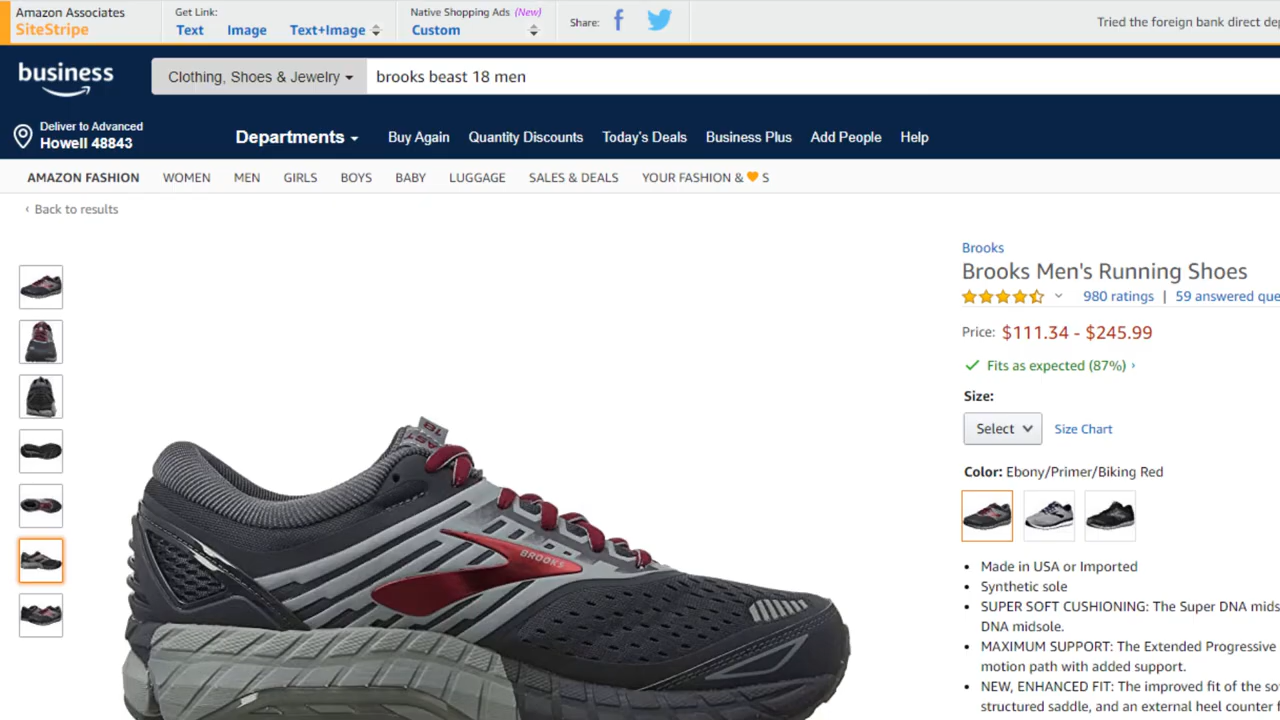 Amazon Associates
SiteStripe
Get Link:
Text Image Text+Image
Native Shopping Ads (New)
Custom
Share:
Tried the foreign bank direct
business
Clothing, Shoes & Jewelry
brooks beast 18 men
Deliver to Advanced
Howell 48843
Departments
Buy Again Quantity Discounts Today's Deals Business Plus Add People Help
AMAZON FASHION WOMEN MEN GIRLS BOYS BABY LUGGAGE SALES & DEALS YOUR FASHION & 🧡 S
‹ Back to results
Brooks
Brooks Men's Running Shoes
980 ratings | 59 answered que
Price: $111.34 - $245.99
Fits as expected (87%) ›
Size:
Select Size Chart
Color: Ebony/Primer/Biking Red
• Made in USA or Imported
• Synthetic sole
• SUPER SOFT CUSHIONING: The Super DNA mids
DNA midsole.
• MAXIMUM SUPPORT: The Extended Progressive
motion path with added support.
• NEW, ENHANCED FIT: The improved fit of the so
structured saddle, and an external heel counter f
18
BROOKS